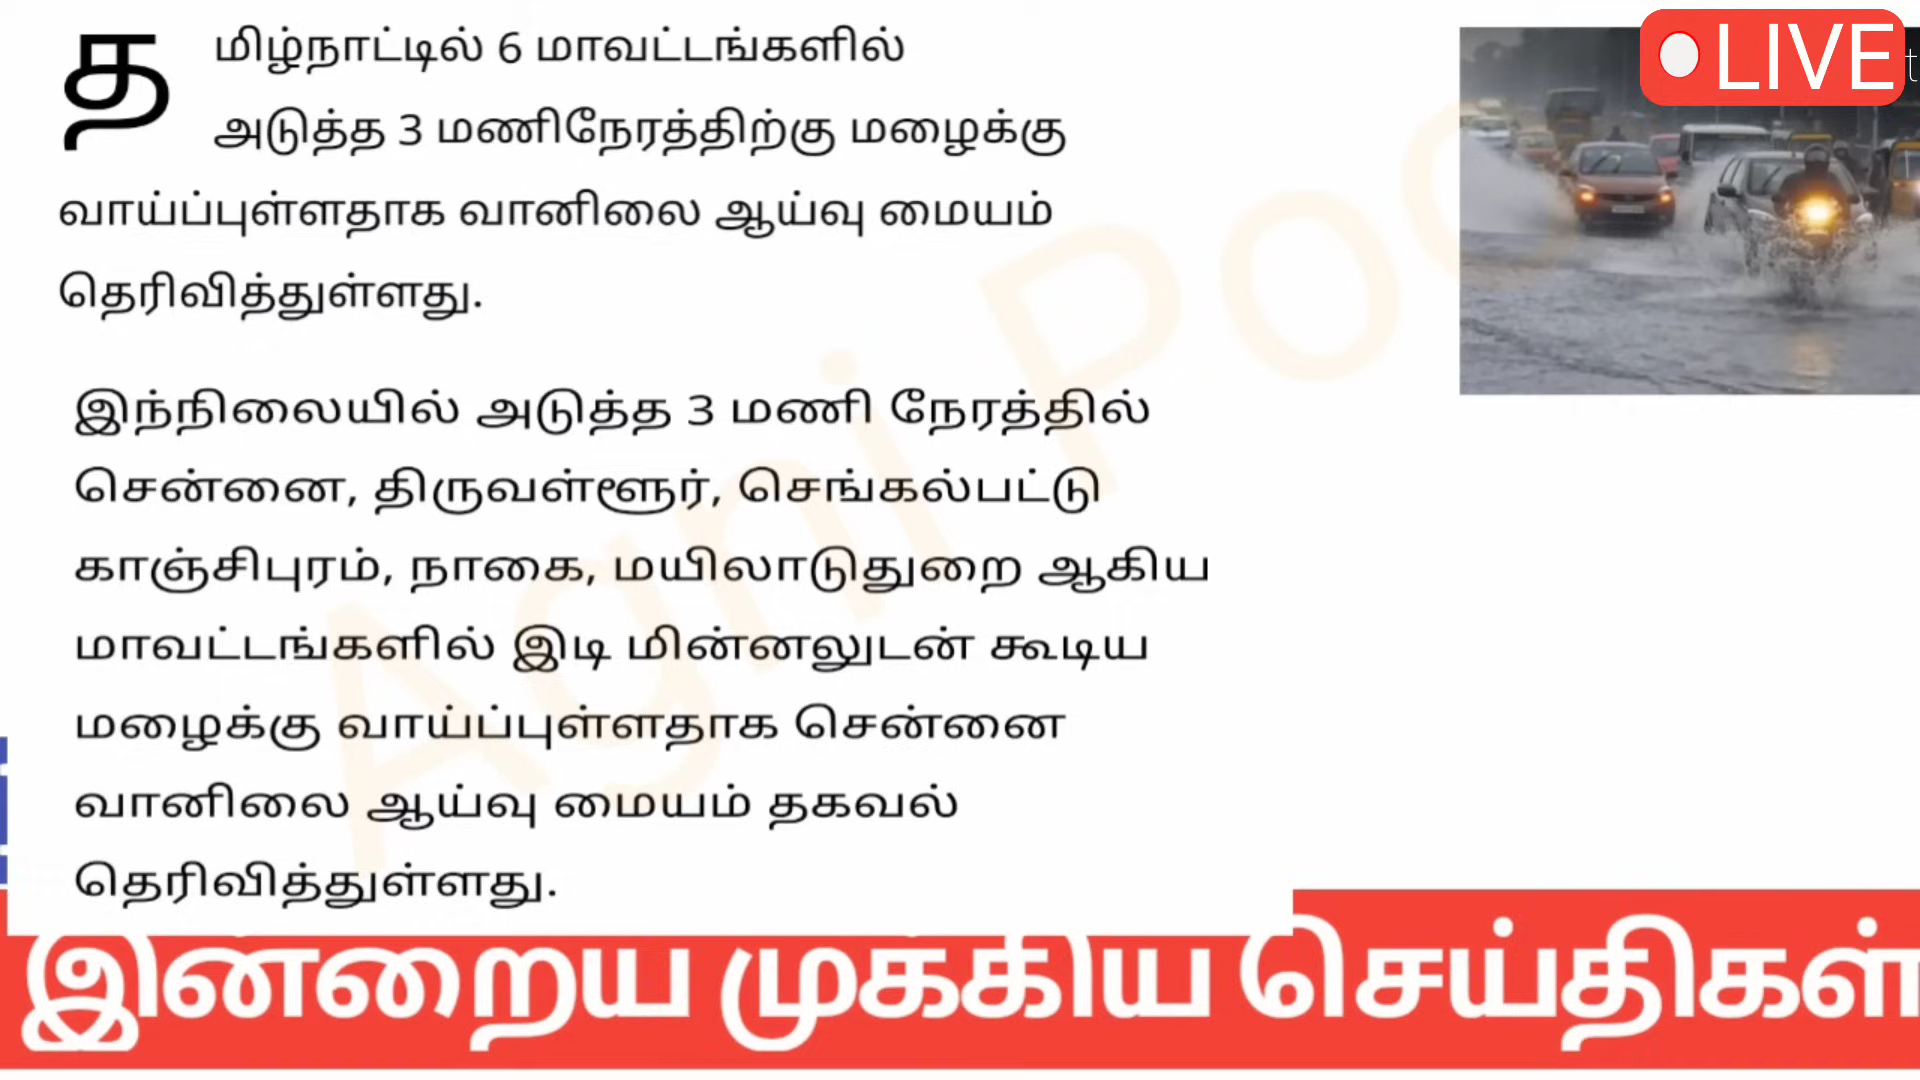 தமிழ்நாட்டில் 6 மாவட்டங்களில்
அடுத்த 3 மணிநேரத்திற்கு மழைக்கு
வாய்ப்புள்ளதாக வானிலை ஆய்வு மையம்
தெரிவித்துள்ளது.
இந்நிலையில் அடுத்த 3 மணி நேரத்தில்
சென்னை, திருவள்ளூர், செங்கல்பட்டு
காஞ்சிபுரம், நாகை, மயிலாடுதுறை ஆகிய
மாவட்டங்களில் இடி மின்னலுடன் கூடிய
மழைக்கு வாய்ப்புள்ளதாக சென்னை
வானிலை ஆய்வு மையம் தகவல்
தெரிவித்துள்ளது.
LIVE
இன்றைய முக்கிய செய்திகள்